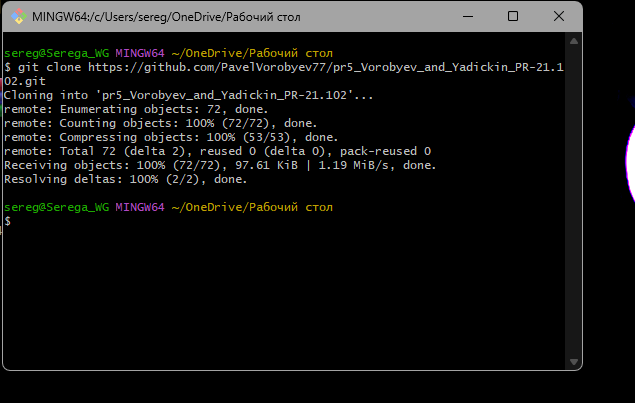 MINGW64:/c/Users/sereg/OneDrive/Рабочий стол
sereg@Serega_WG MINGW64 ~/OneDrive/Рабочий стол
$ git clone https://github.com/PavelVorobyev77/pr5_Vorobyev_and_Yadickin_PR-21.1
02.git
Cloning into 'pr5_Vorobyev_and_Yadickin_PR-21.102'...
remote: Enumerating objects: 72, done.
remote: Counting objects: 100% (72/72), done.
remote: Compressing objects: 100% (53/53), done.
remote: Total 72 (delta 2), reused 0 (delta 0), pack-reused 0
Receiving objects: 100% (72/72), 97.61 KiB | 1.19 MiB/s, done.
Resolving deltas: 100% (2/2), done.
sereg@Serega_WG MINGW64 ~/OneDrive/Рабочий стол
$